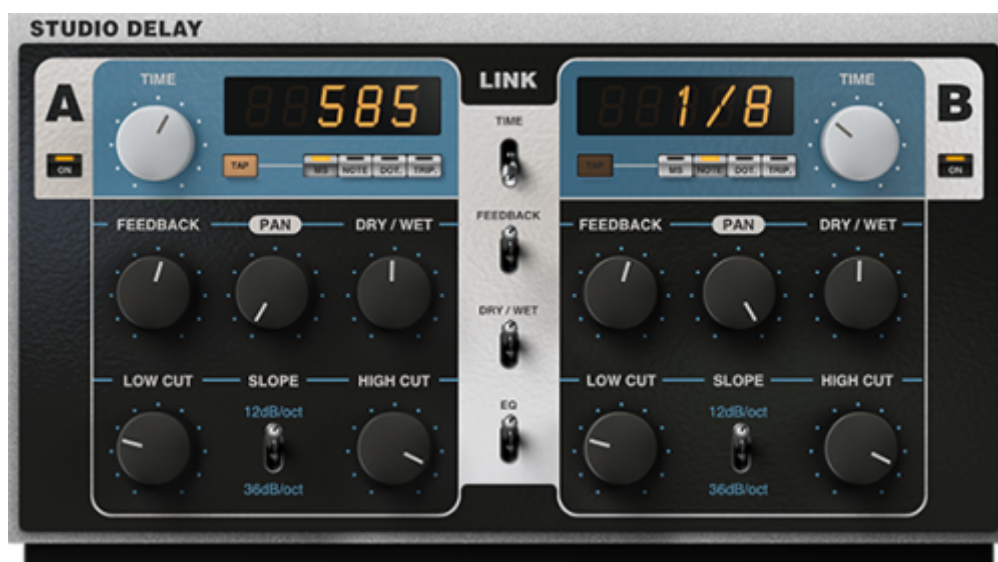 STUDIO DELAY
A
TIME
585
LINK
1/8
TIME
B
TIME
ON
TAP
MS NOTE DOT. TRIP.
TAP
MS NOTE DOT. TRIP.
ON
FEEDBACK PAN DRY / WET
FEEDBACK
FEEDBACK PAN DRY / WET
DRY / WET
LOW CUT SLOPE HIGH CUT
LOW CUT SLOPE HIGH CUT
EQ
12dB/oct
12dB/oct
36dB/oct
36dB/oct